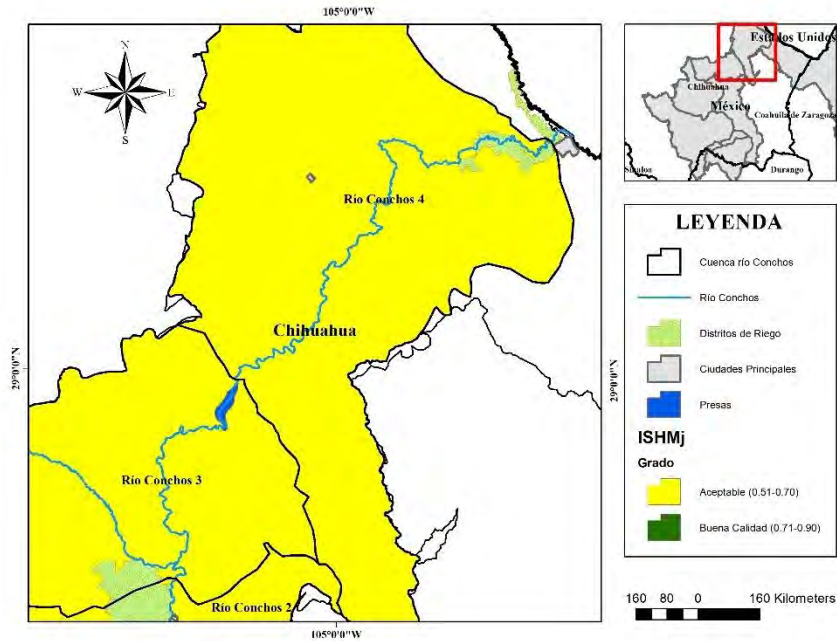 105°0'0"W
N
W
E
S
Río Conchos 4
Chihuahua
29°0'0"N
29°0'0"N
Río Conchos 3
Río Conchos 2
105°0'0"W
Estados Unidos
Chihuahua
México
Coahuila de Zaragoza
Sinaloa
Durango
LEYENDA
Cuenca río Conchos
Río Conchos
Distritos de Riego
Ciudades Principales
Presas
ISHMj
Grado
Aceptable (0.51-0.70)
Buena Calidad (0.71-0.90)
160 80 0 160 Kilometers